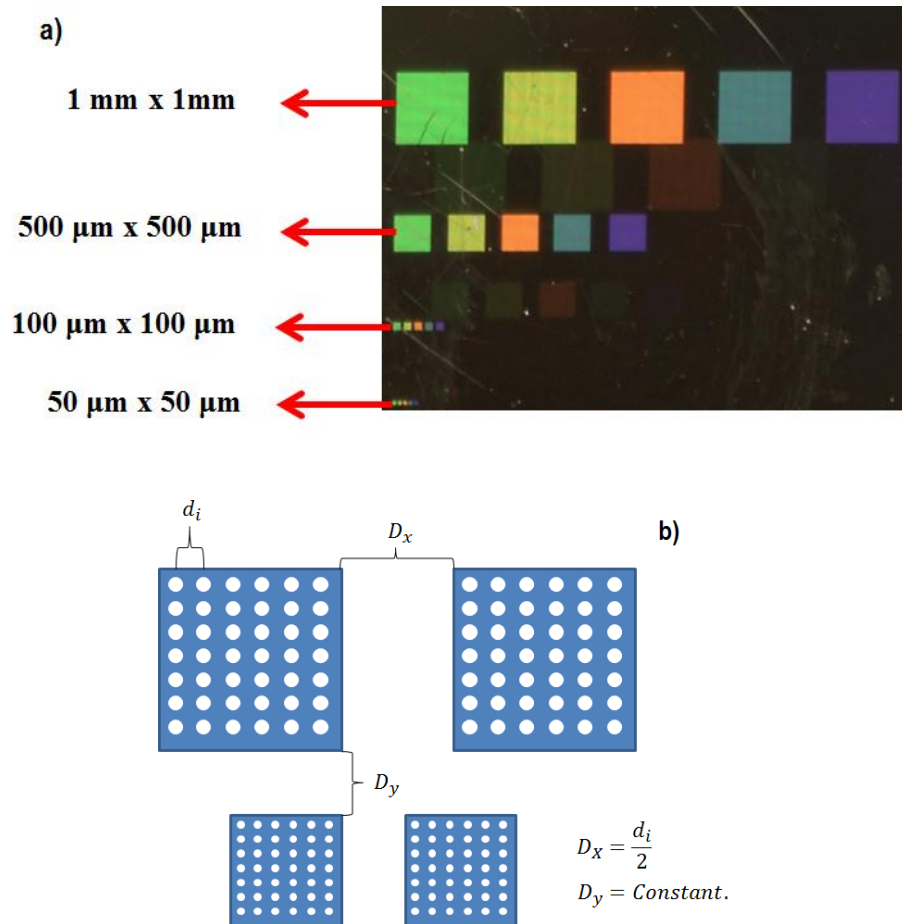 a)
1 mm x 1mm
500 µm x 500 µm
100 µm x 100 µm
50 µm x 50 µm
b)
d_i
D_x
D_y
D_X = d_i/2
D_y = Constant.